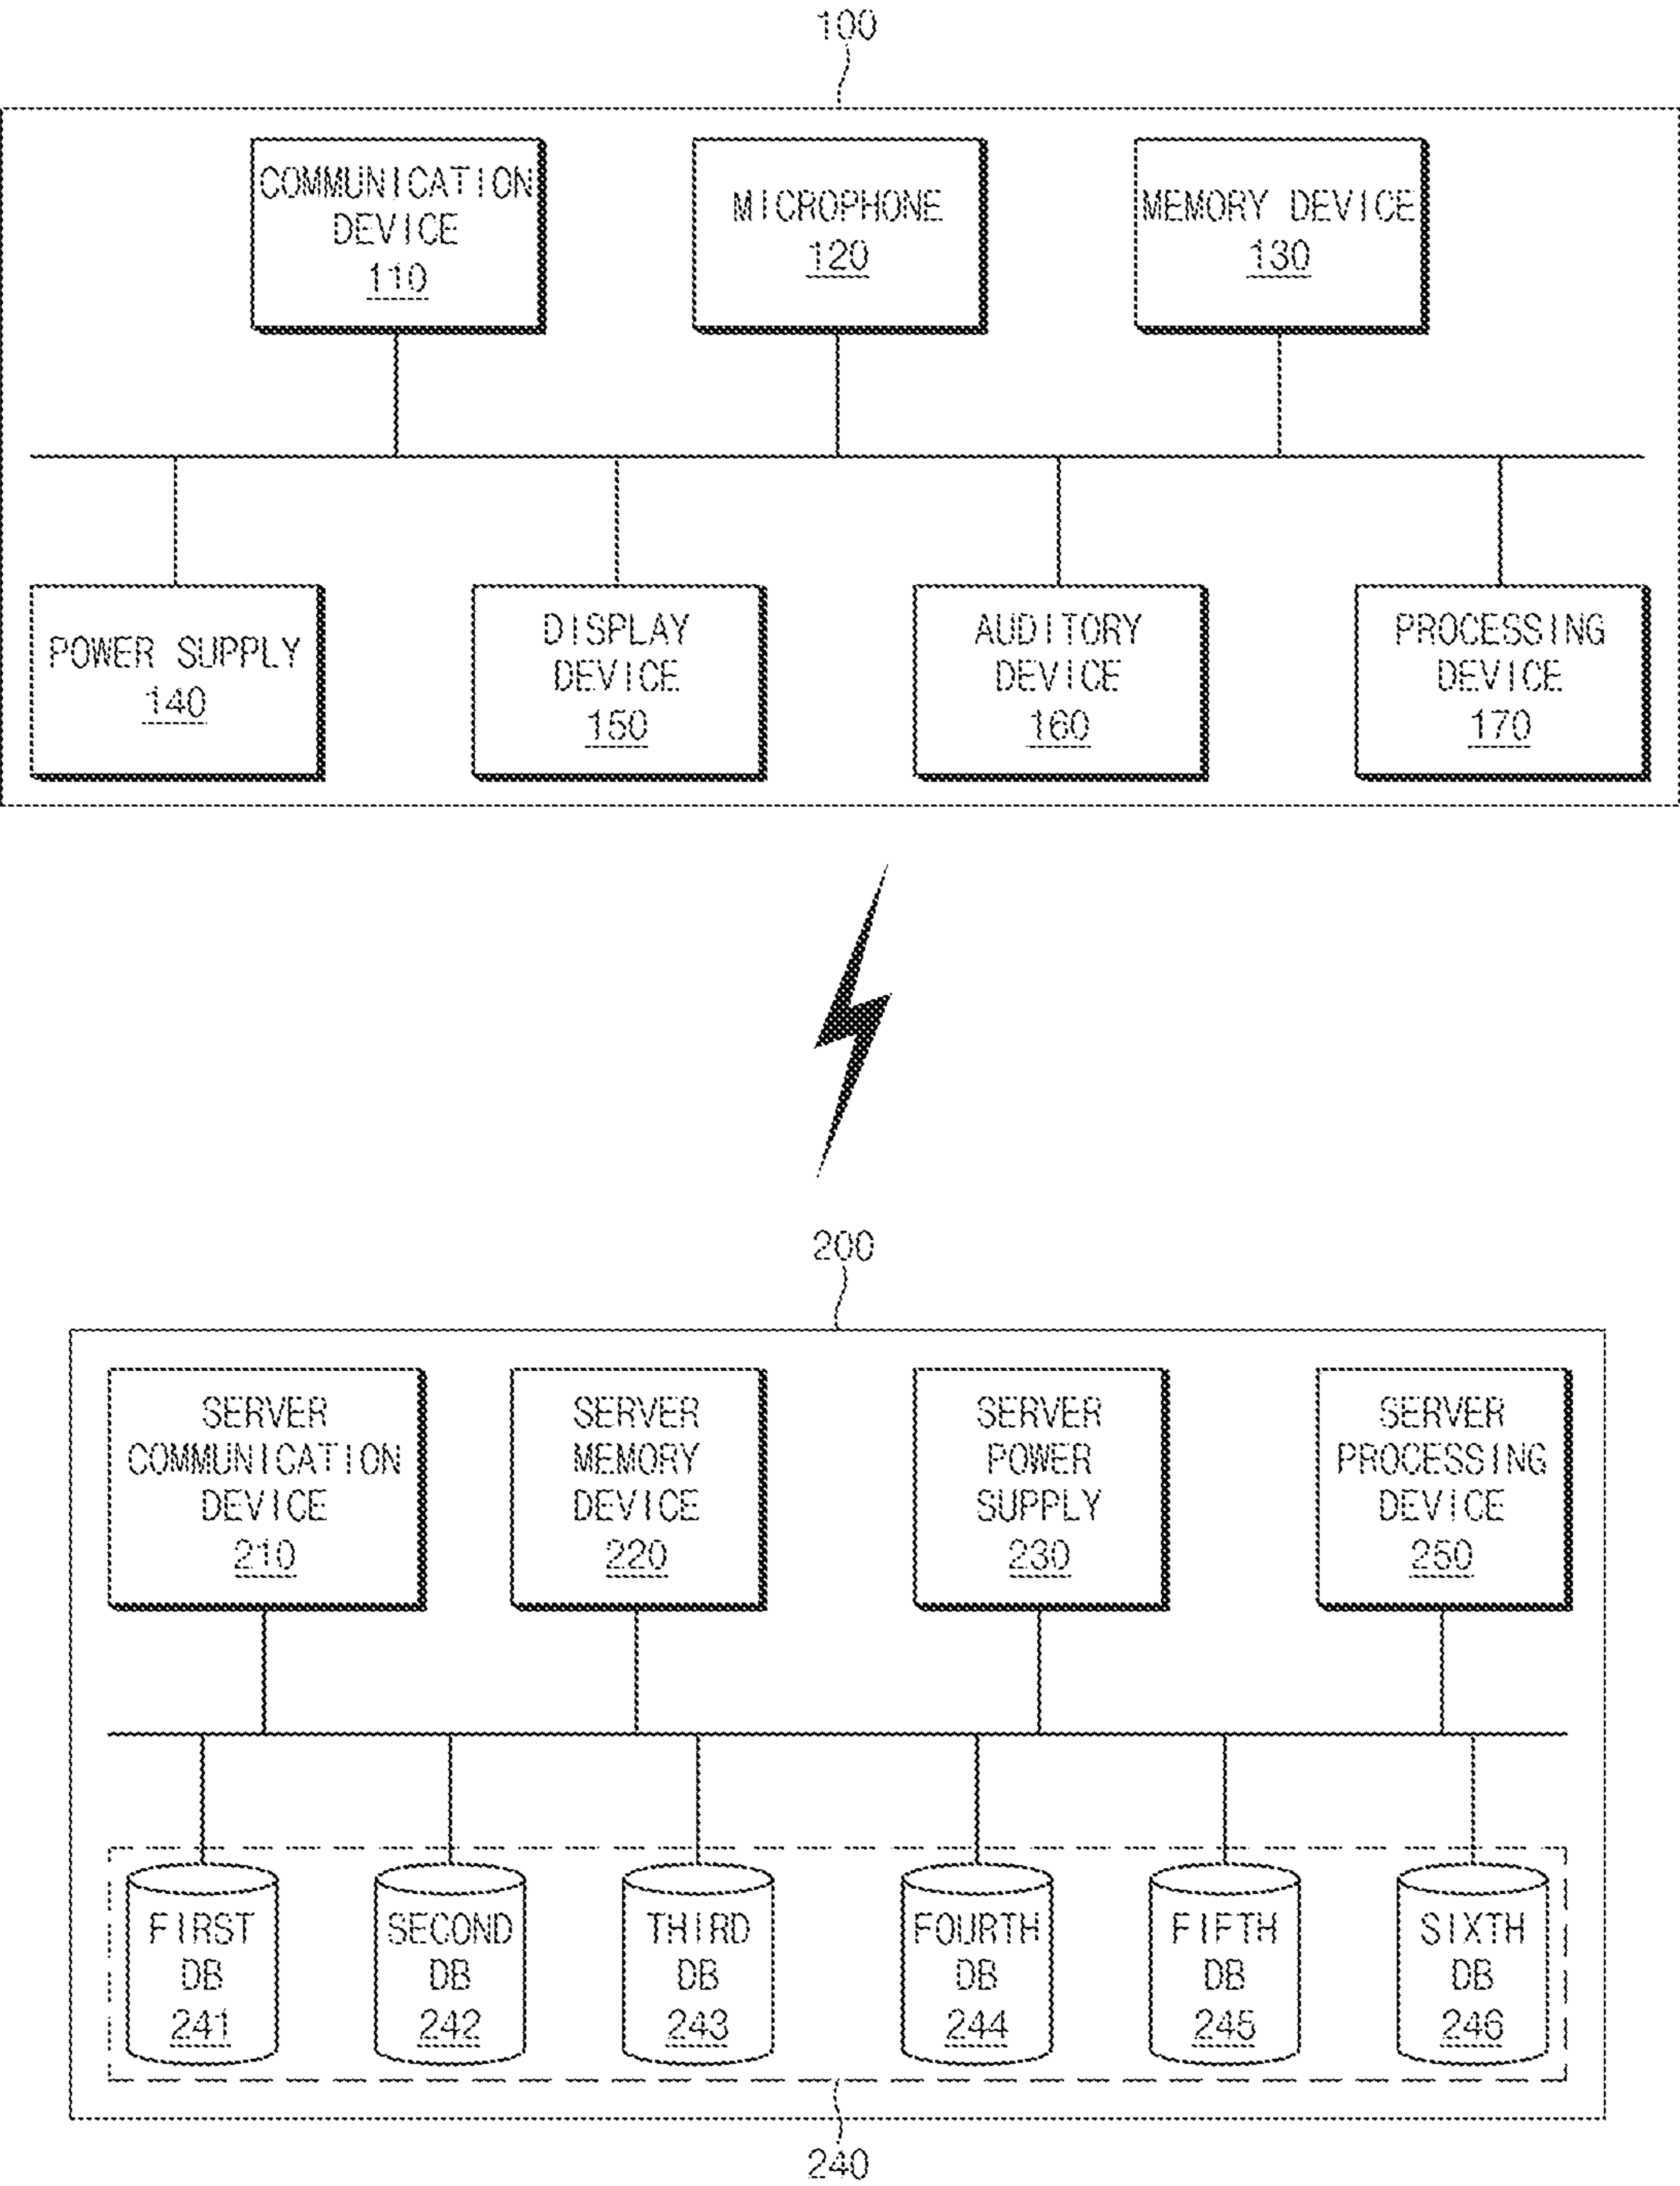 100
COMMUNICATION
DEVICE
110
MICROPHONE
120
MEMORY DEVICE
130
POWER SUPPLY
140
DISPLAY
DEVICE
150
AUDITORY
DEVICE
160
PROCESSING
DEVICE
170
200
SERVER
COMMUNICATION
DEVICE
210
SERVER
MEMORY
DEVICE
220
SERVER
POWER
SUPPLY
230
SERVER
PROCESSING
DEVICE
250
FIRST
DB
241
SECOND
DB
242
THIRD
DB
243
FOURTH
DB
244
FIFTH
DB
245
SIXTH
DB
246
240